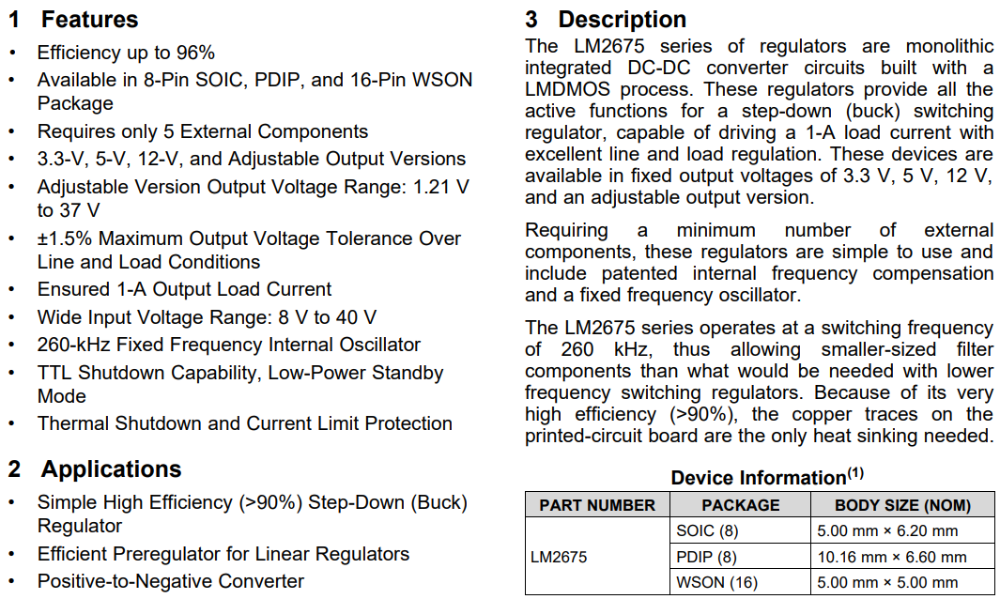 1 Features
• Efficiency up to 96%
• Available in 8-Pin SOIC, PDIP, and 16-Pin WSON
Package
• Requires only 5 External Components
• 3.3-V, 5-V, 12-V, and Adjustable Output Versions
• Adjustable Version Output Voltage Range: 1.21 V
to 37 V
• ±1.5% Maximum Output Voltage Tolerance Over
Line and Load Conditions
• Ensured 1-A Output Load Current
• Wide Input Voltage Range: 8 V to 40 V
• 260-kHz Fixed Frequency Internal Oscillator
• TTL Shutdown Capability, Low-Power Standby
Mode
• Thermal Shutdown and Current Limit Protection
2 Applications
• Simple High Efficiency (>90%) Step-Down (Buck)
Regulator
• Efficient Preregulator for Linear Regulators
• Positive-to-Negative Converter
3 Description
The LM2675 series of regulators are monolithic
integrated DC-DC converter circuits built with a
LMDMOS process. These regulators provide all the
active functions for a step-down (buck) switching
regulator, capable of driving a 1-A load current with
excellent line and load regulation. These devices are
available in fixed output voltages of 3.3 V, 5 V, 12 V,
and an adjustable output version.
Requiring a minimum number of external
components, these regulators are simple to use and
include patented internal frequency compensation
and a fixed frequency oscillator.
The LM2675 series operates at a switching frequency
of 260 kHz, thus allowing smaller-sized filter
components than what would be needed with lower
frequency switching regulators. Because of its very
high efficiency (>90%), the copper traces on the
printed-circuit board are the only heat sinking needed.
Device Information(1)
PART NUMBER PACKAGE BODY SIZE (NOM)
SOIC (8) 5.00 mm × 6.20 mm
LM2675 PDIP (8) 10.16 mm × 6.60 mm
WSON (16) 5.00 mm × 5.00 mm